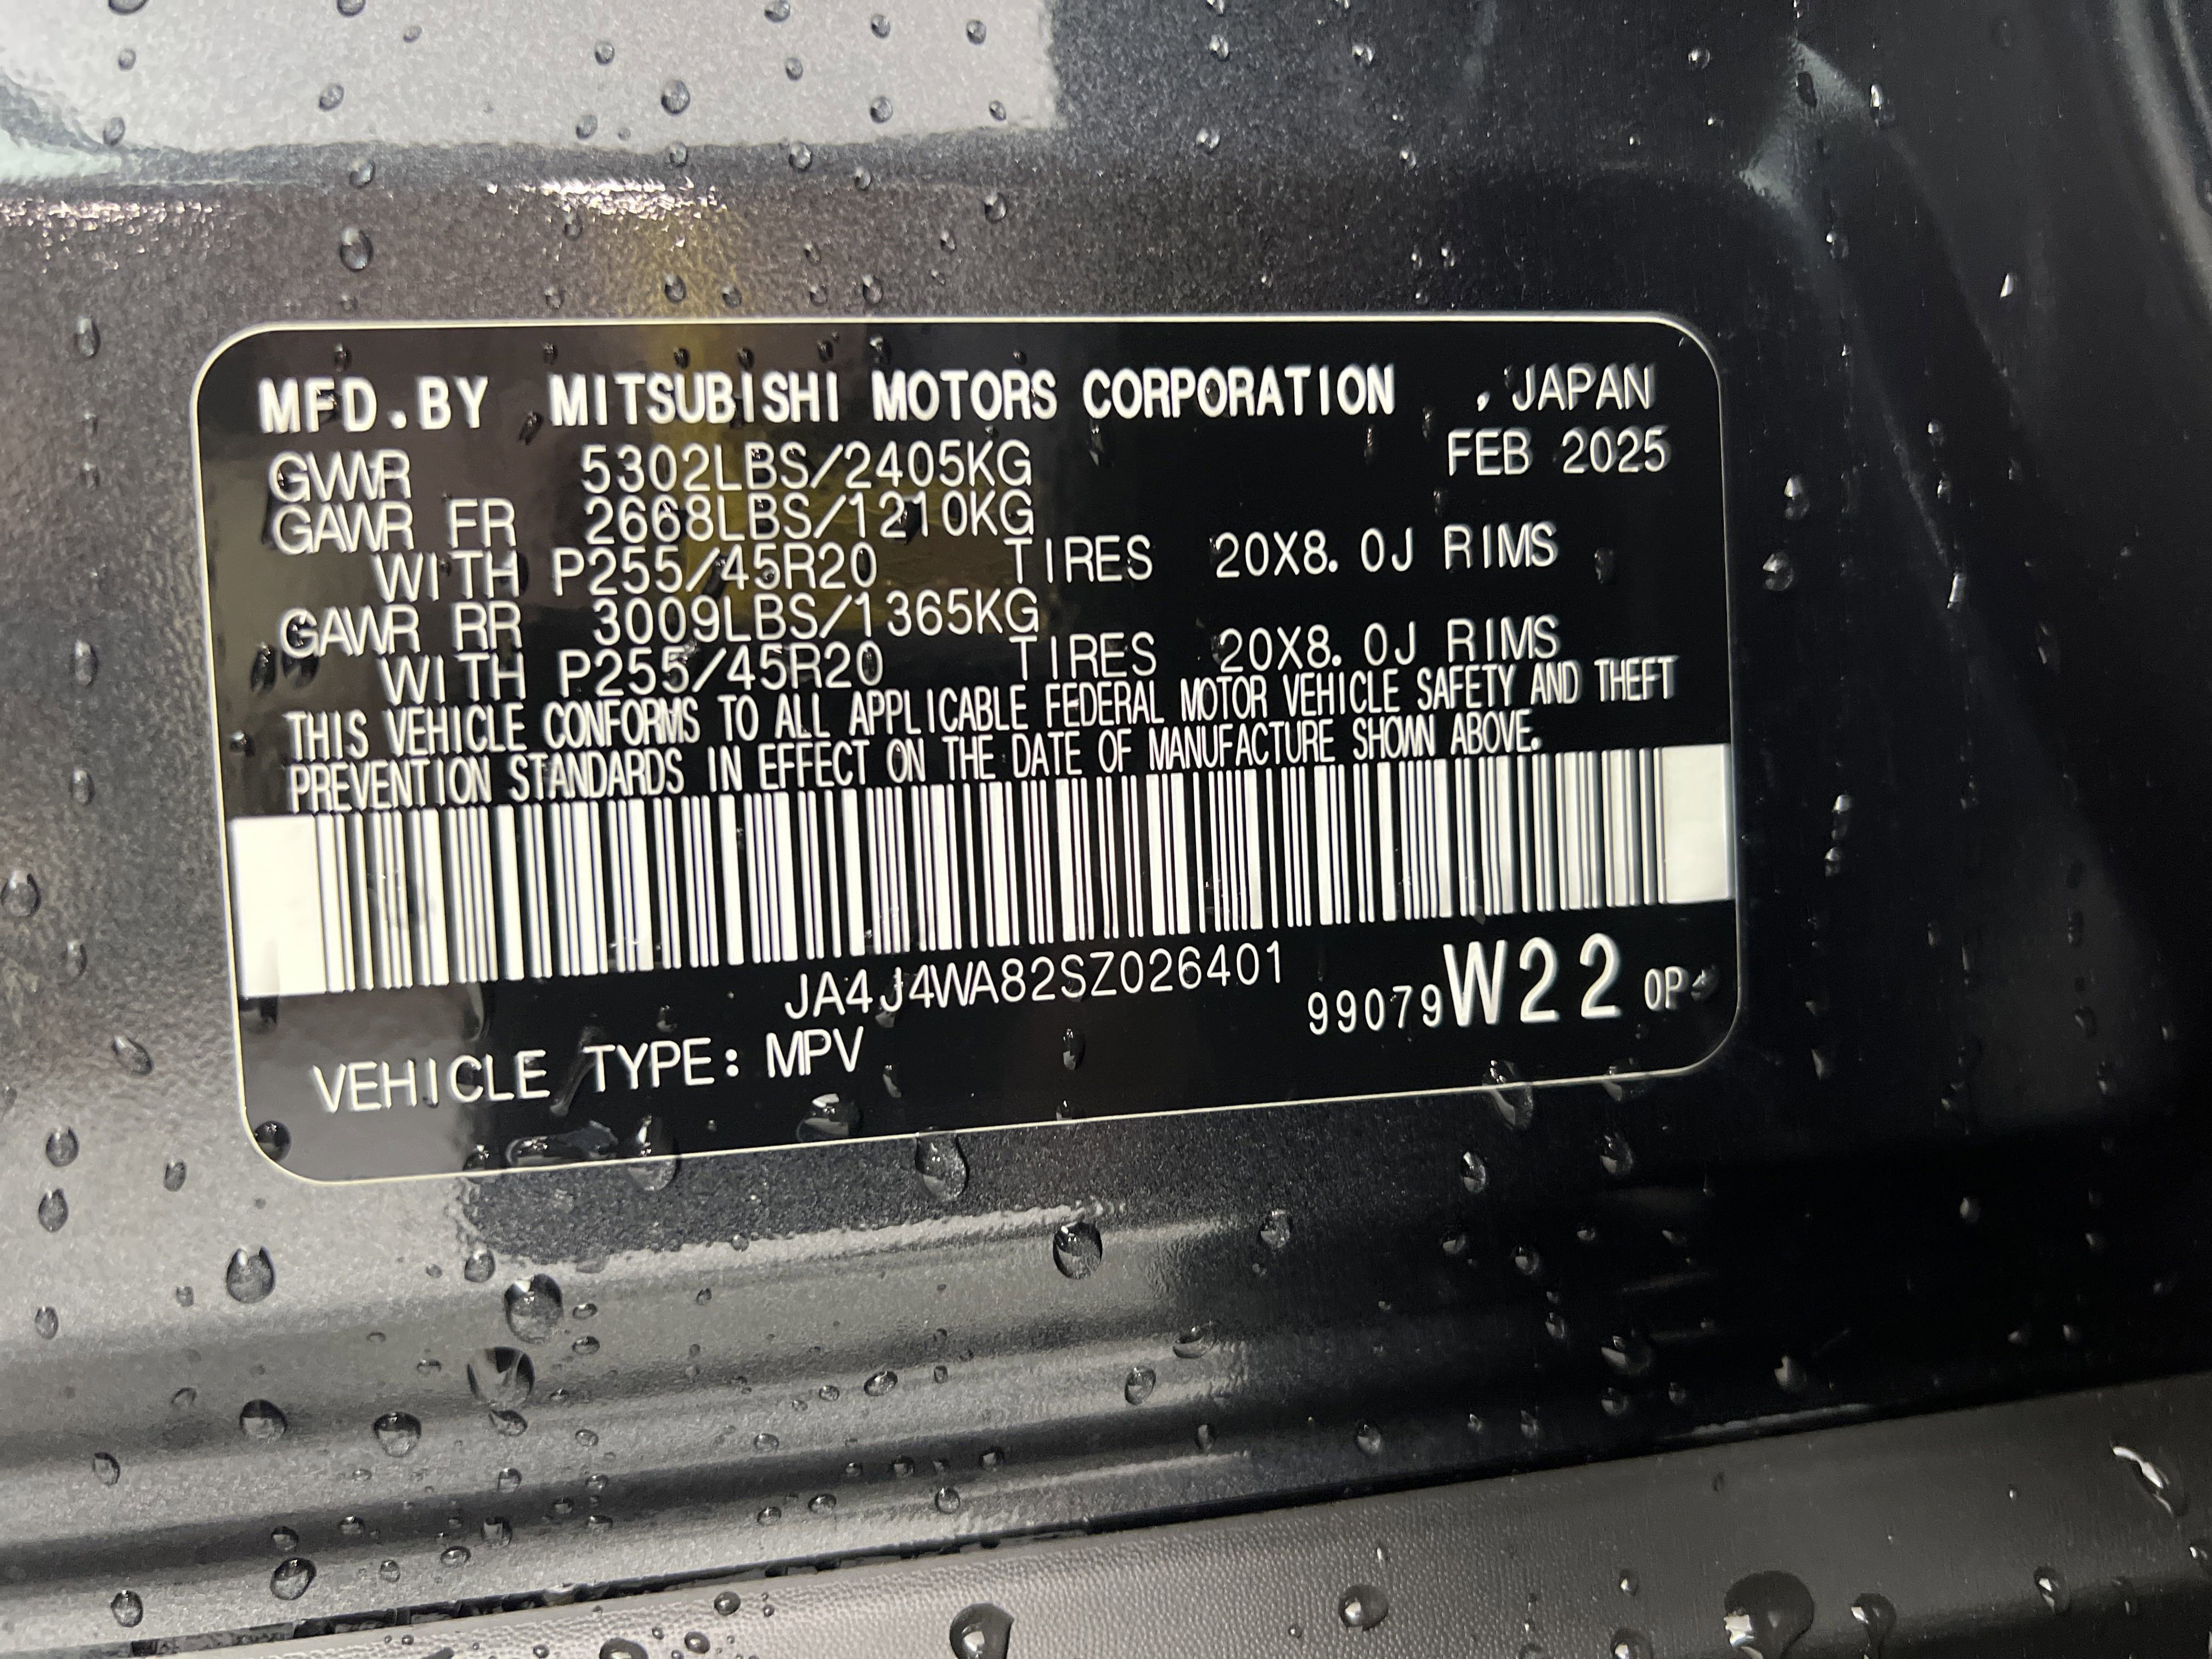 MFD.BY MITSUBISHI MOTORS CORPORATION , JAPAN
FEB 2025
GVWR 5302LBS/2405KG
GAWR FR 2668LBS/1210KG
WITH P255/45R20 TIRES 20X8.0J RIMS
GAWR RR 3009LBS/1365KG
WITH P255/45R20 TIRES 20X8.0J RIMS
THIS VEHICLE CONFORMS TO ALL APPLICABLE FEDERAL MOTOR VEHICLE SAFETY AND THEFT
PREVENTION STANDARDS IN EFFECT ON THE DATE OF MANUFACTURE SHOWN ABOVE.
JA4J4WA82SZ026401
99079 W22
VEHICLE TYPE: MPV